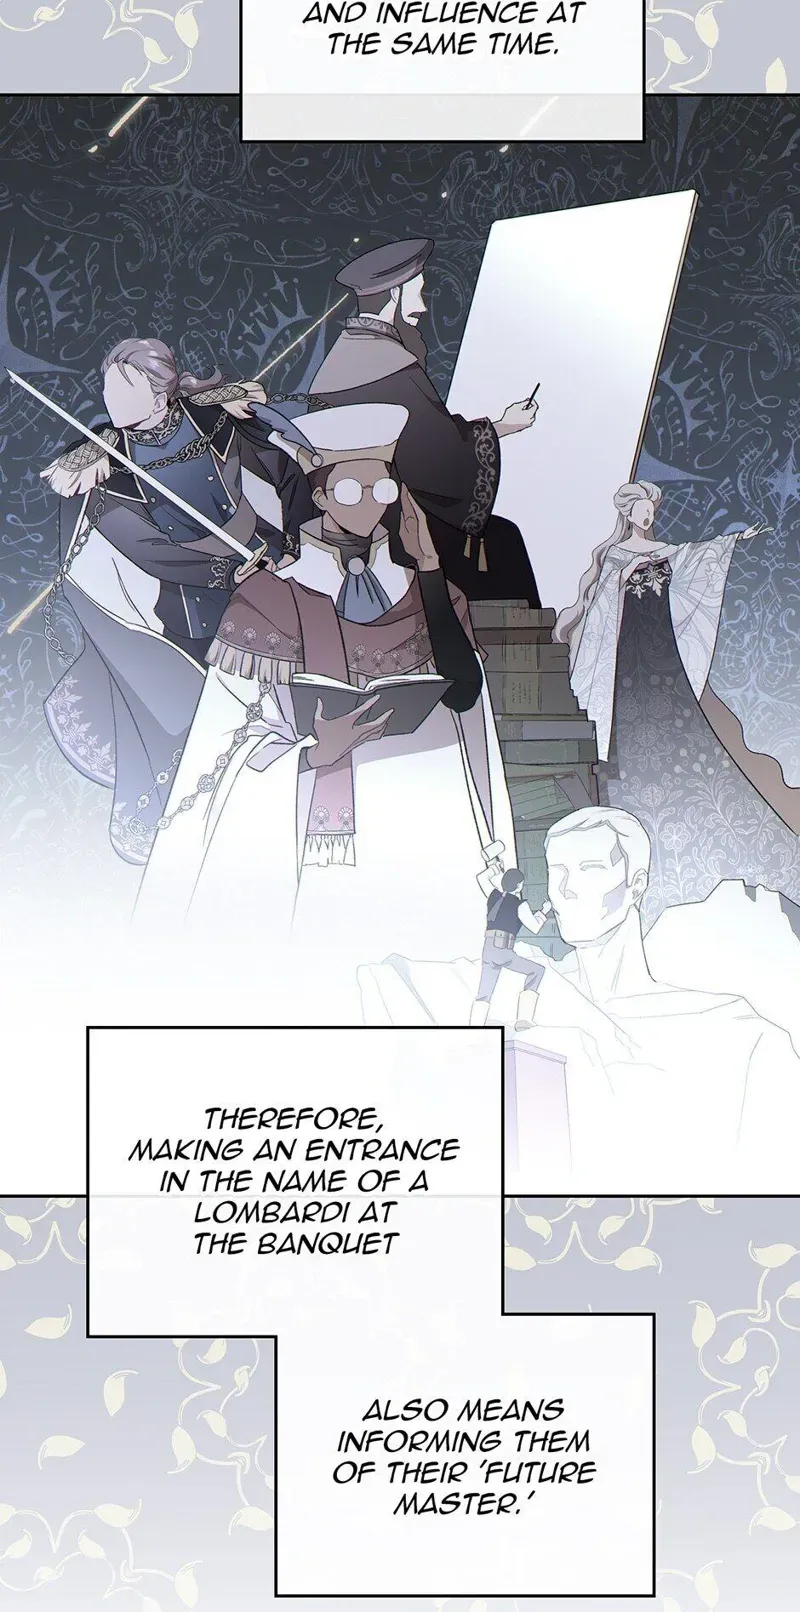 AND INFLUENCE AT
THE SAME TIME.
THEREFORE,
MAKING AN ENTRANCE
IN THE NAME OF A
LOMBARDI AT
THE BANQUET
ALSO MEANS
INFORMING THEM
OF THEIR 'FUTURE
MASTER.'